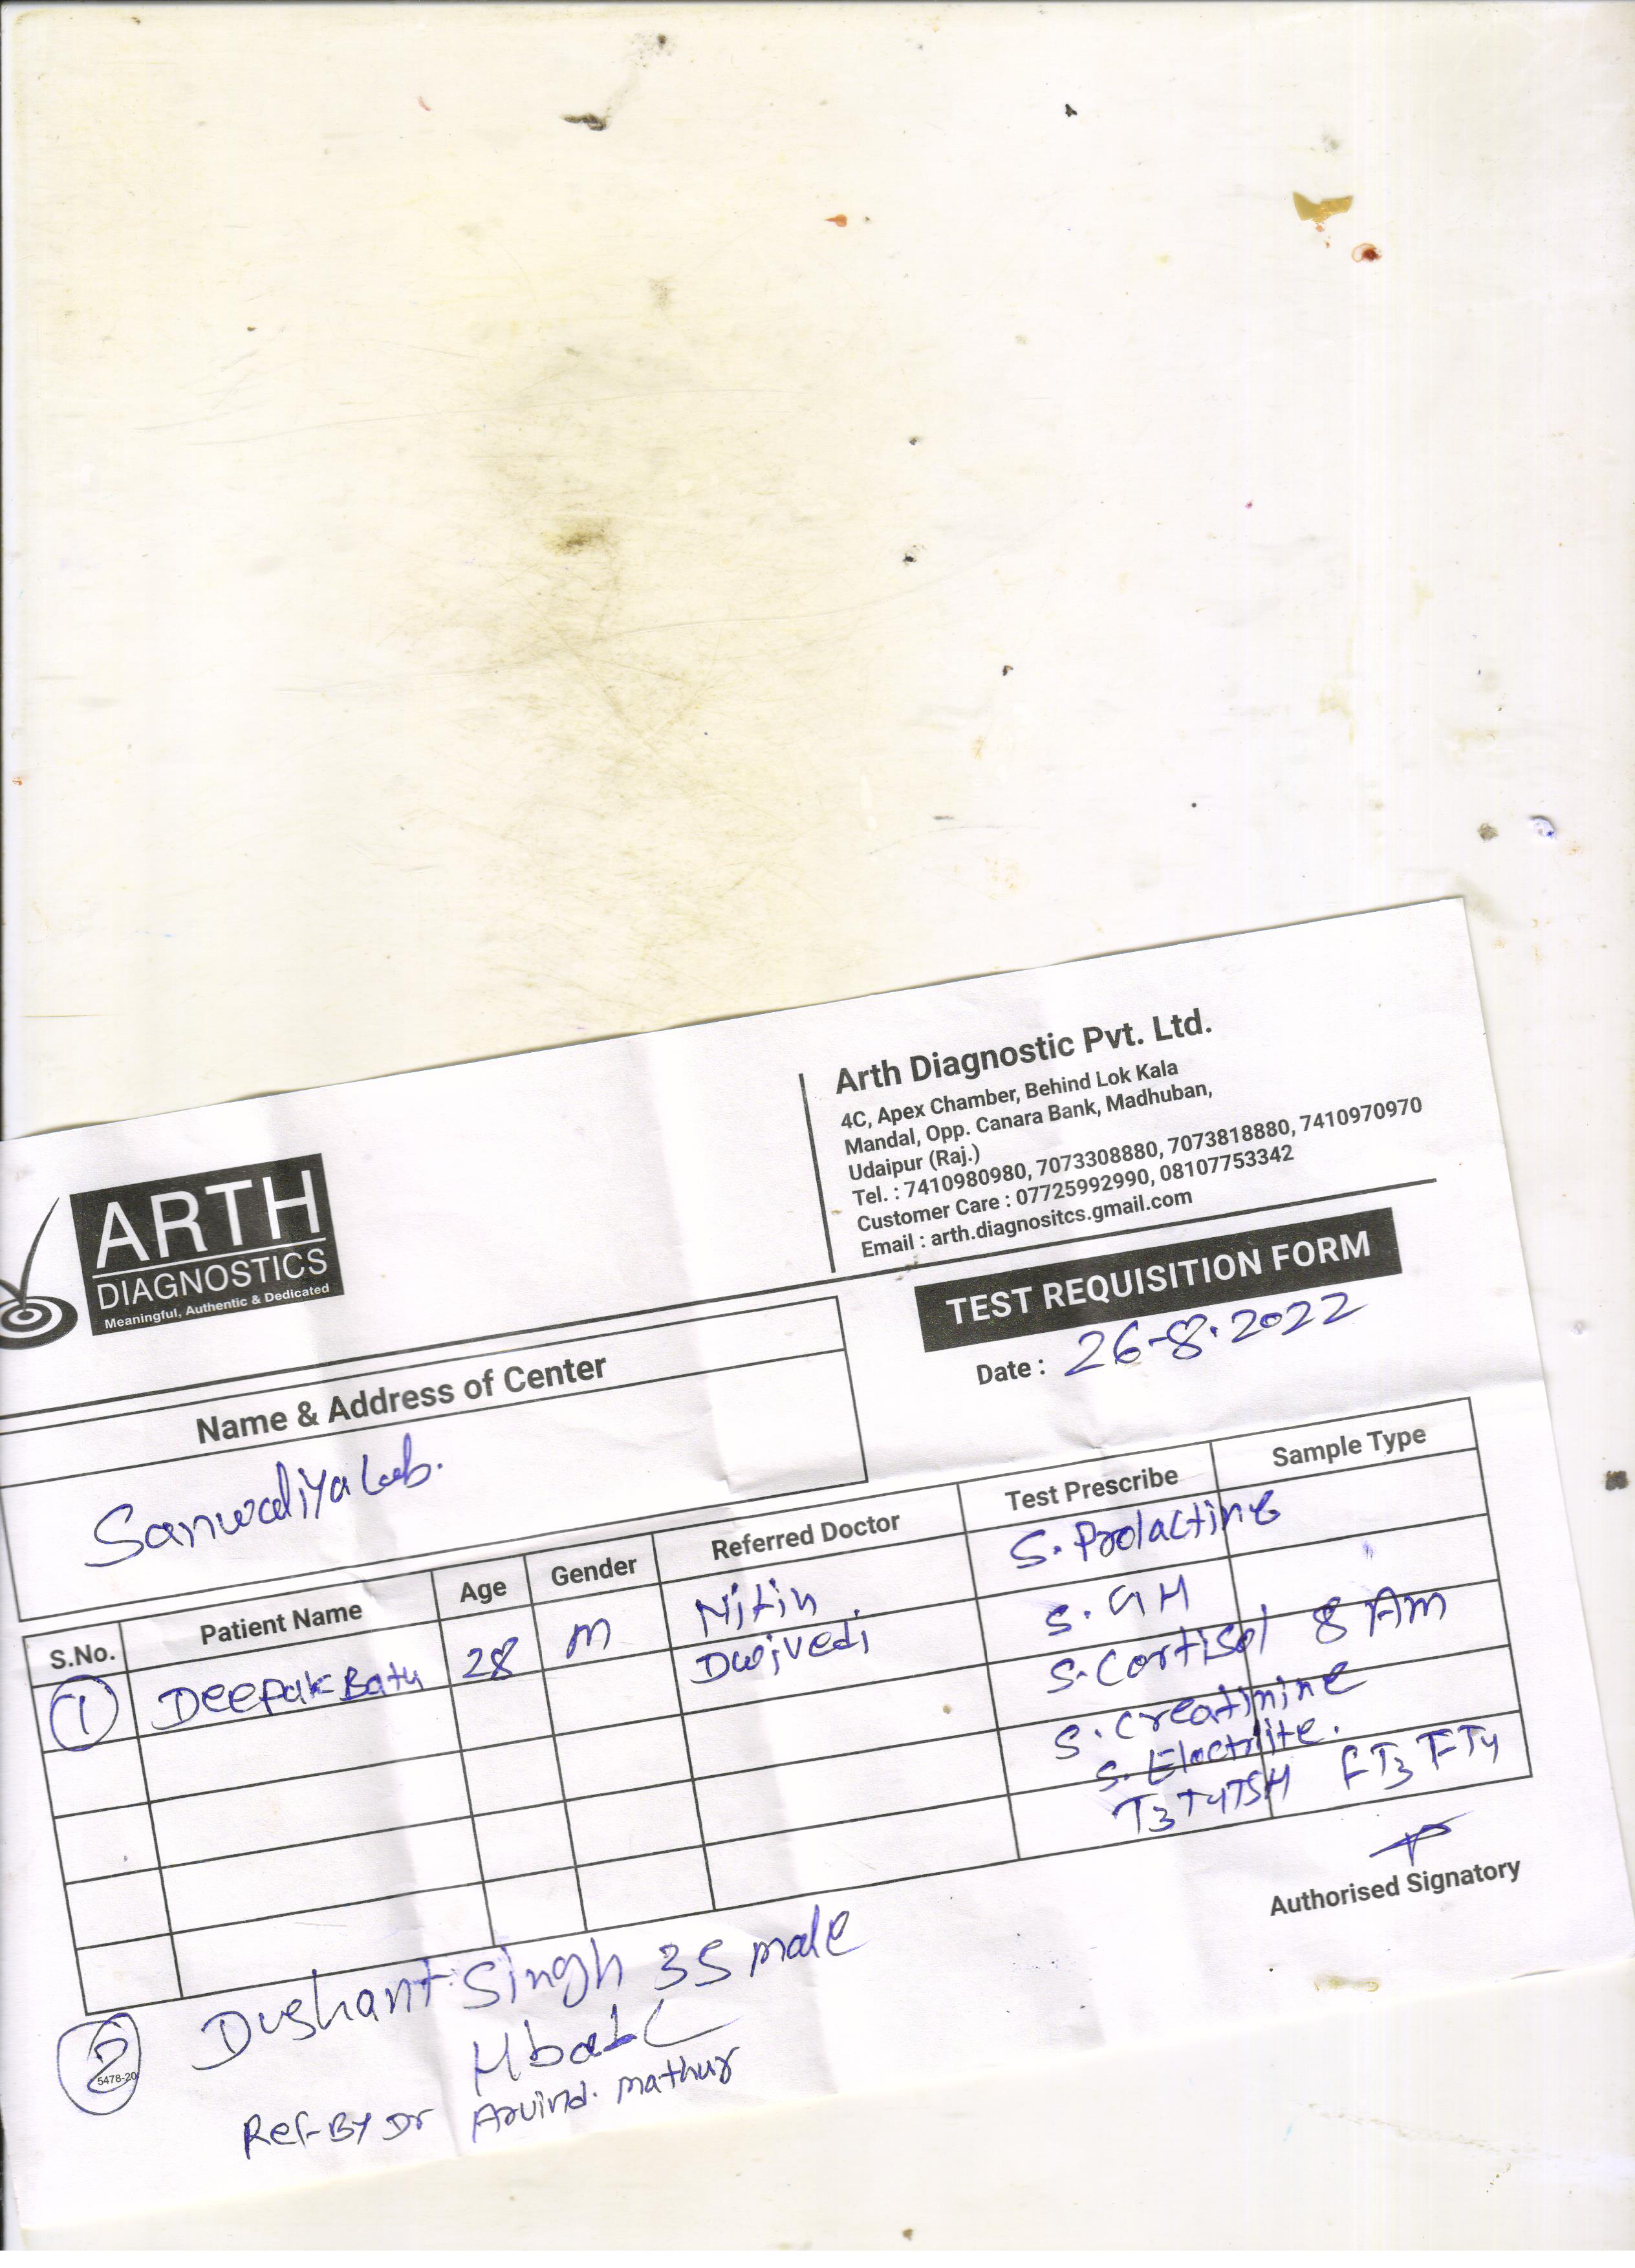 ARTH
DIAGNOSTICS
Meaningful, Authentic & Dedicated
Arth Diagnostic Pvt. Ltd.
4C, Apex Chamber, Behind Lok Kala
Mandal, Opp. Canara Bank, Madhuban,
Udaipur (Raj.)
Tel. : 7410980980, 7073308880, 7073818880, 7410970970
Customer Care : 07725992990, 08107753342
Email : arth.diagnositcs.gmail.com
TEST REQUISITION FORM
Date : 26-8.2022
Name & Address of Center
Sanwaliya Lab.
S.No. Patient Name Age Gender Referred Doctor Test Prescribe Sample Type
1 Deepak Batu 28 M Nitin Dwivedi S. Prolactine
S. GH
S. Cortisol 8 Am
S. Creatinine
S. Elactrlite.
T3 T4 TSH FT3 FT4
Authorised Signatory
2 Dushant Singh 35 male
Hba1C
5478-20
Ref-By Dr Arvind. mathur